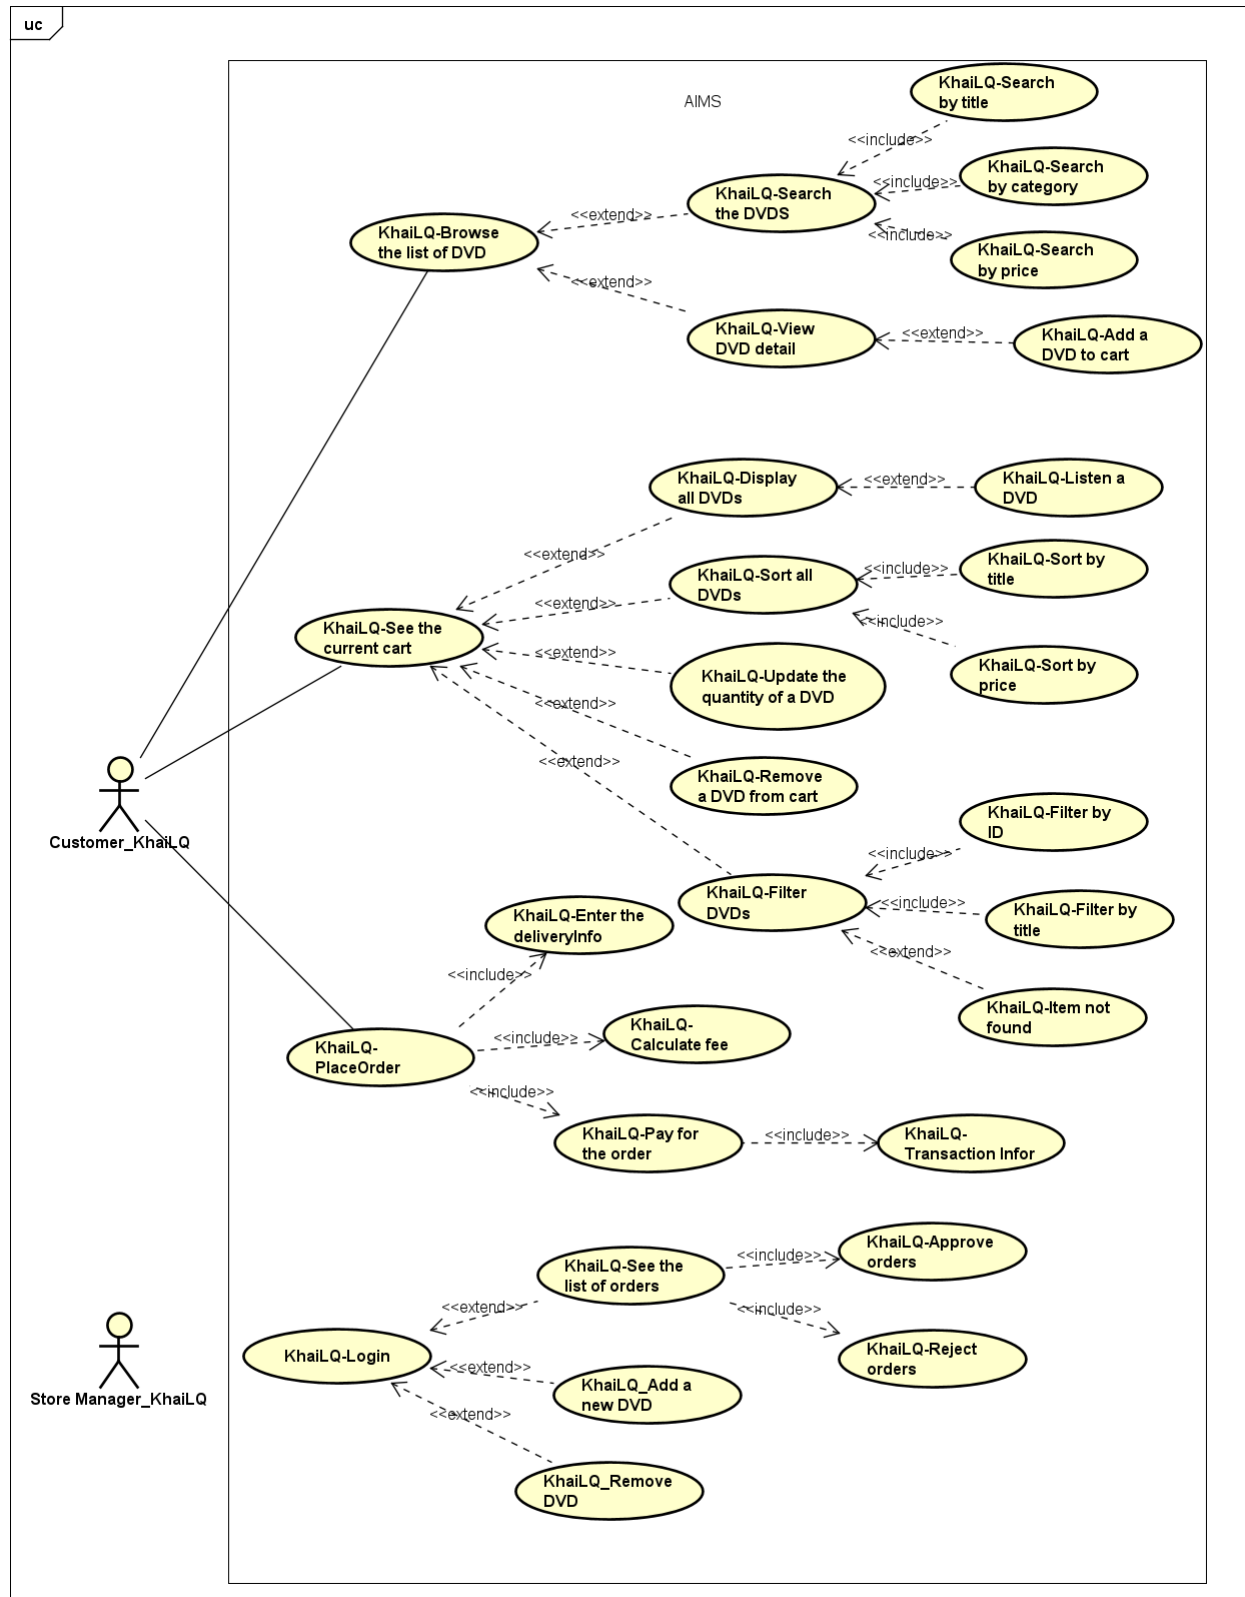 uc
AIMS
KhaiLQ-Search
by title
<<include>>
KhaiLQ-Search
by category
<<include>>
KhaiLQ-Search
the DVDS
<<include>>
KhaiLQ-Search
by price
<<extend>>
KhaiLQ-Browse
the list of DVD
<<extend>>
KhaiLQ-View
DVD detail
<<extend>>
KhaiLQ-Add a
DVD to cart
KhaiLQ-Display
all DVDs
<<extend>>
KhaiLQ-Listen a
DVD
<<extend>>
KhaiLQ-Sort all
DVDs
<<include>>
KhaiLQ-Sort by
title
<<extend>>
<<include>>
KhaiLQ-See the
current cart
<<extend>>
KhaiLQ-Update the
quantity of a DVD
KhaiLQ-Sort by
price
<<extend>>
<<extend>>
KhaiLQ-Remove
a DVD from cart
Customer_KhaiLQ
KhaiLQ-Filter by
ID
<<include>>
KhaiLQ-Filter
DVDs
<<include>>
KhaiLQ-Filter by
title
KhaiLQ-Enter the
deliveryInfo
<<extend>>
<<include>>
KhaiLQ-Item not
found
KhaiLQ-
PlaceOrder
<<include>>
KhaiLQ-
Calculate fee
<<include>>
KhaiLQ-Pay for
the order
<<include>>
KhaiLQ-
Transaction Infor
KhaiLQ-See the
list of orders
<<include>>
KhaiLQ-Approve
orders
<<extend>>
<<include>>
KhaiLQ-Reject
orders
KhaiLQ-Login
<<extend>>
KhaiLQ_Add a
new DVD
Store Manager_KhaiLQ
<<extend>>
KhaiLQ_Remove
DVD